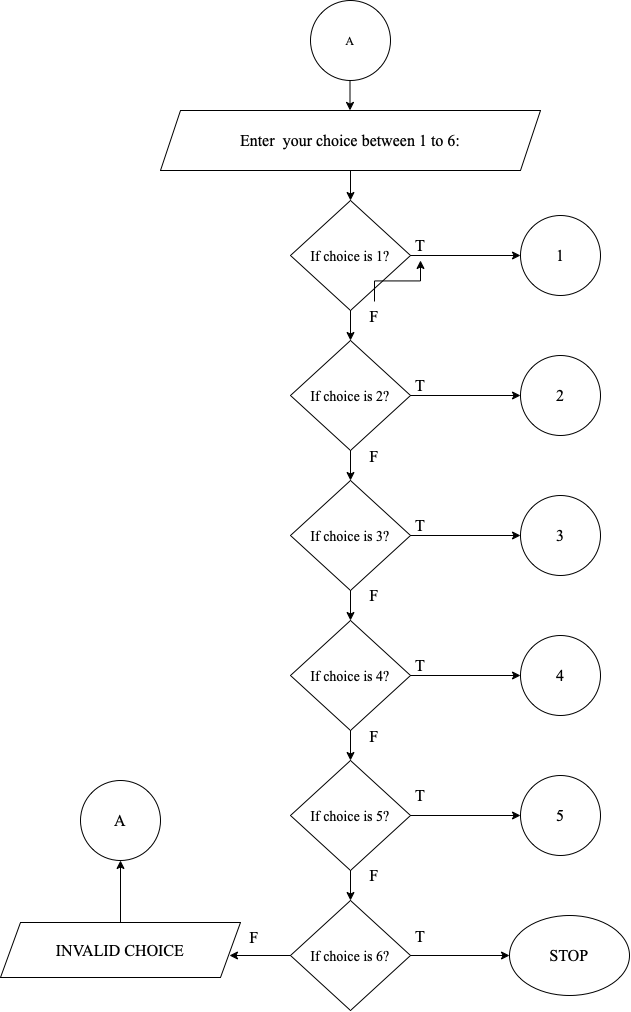 A
Enter  your choice between 1 to 6:
If choice is 1?
T
1
F
If choice is 2?
T
2
F
If choice is 3?
T
3
F
If choice is 4?
T
4
F
If choice is 5?
T
5
F
A
If choice is 6?
T
STOP
F
INVALID CHOICE